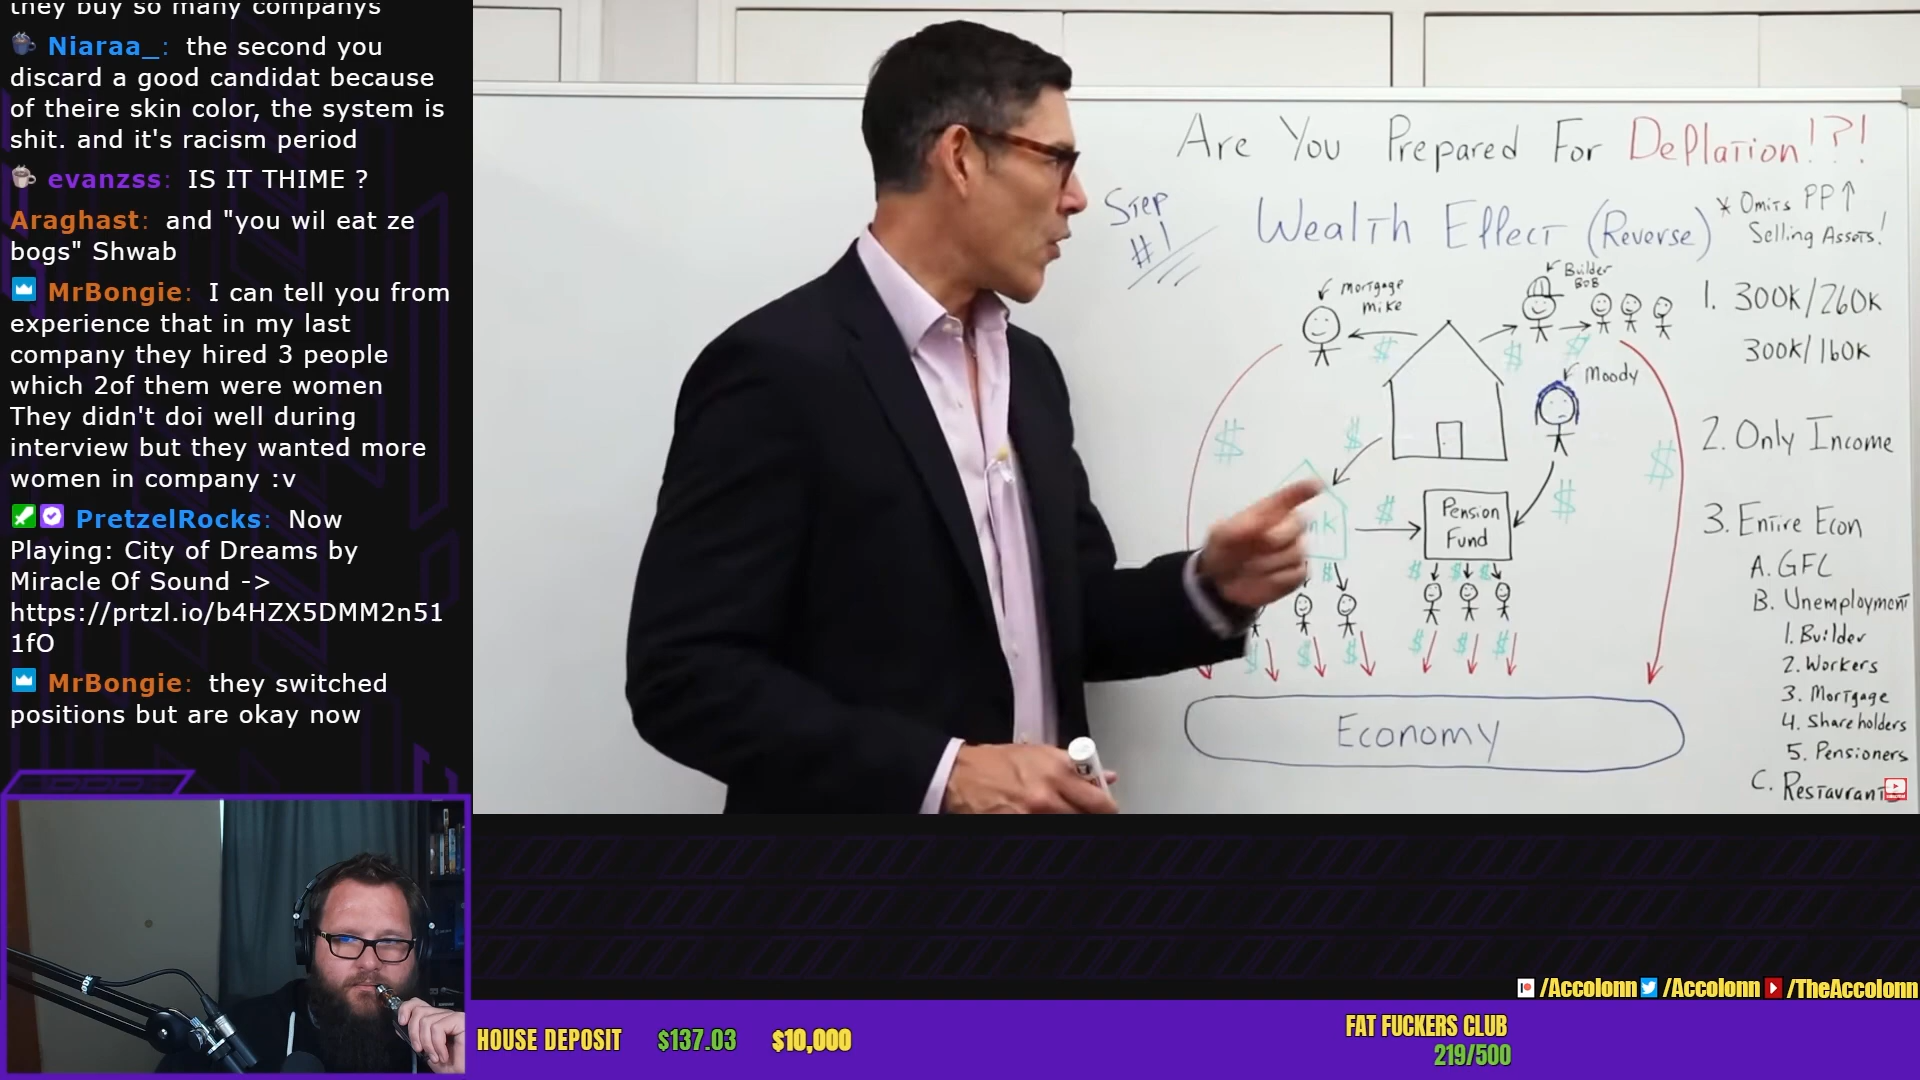 they buy so many companys
Niaraa_: the second you
discard a good candidat because
of theire skin color, the system is
shit. and it's racism period
evanzss: IS IT THIME ?
Araghast: and "you wil eat ze
bogs" Shwab
MrBongie: I can tell you from
experience that in my last
company they hired 3 people
which 2of them were women
They didn't doi well during
interview but they wanted more
women in company :v
PretzelRocks: Now
Playing: City of Dreams by
Miracle Of Sound ->
https://prtzl.io/b4HZX5DMM2n51
1fO
MrBongie: they switched
positions but are okay now
Are You Prepared For Deflation!?!
Step
#1
Wealth Effect (Reverse)
* Omits PP↑
Selling Assets!
Mortgage
Mike
Builder
Bob
Moody
$ $ $ $ $ $ $ $
Pension
Fund
$ $ $ $
$ $ $ $ $ $
Economy
1. 300k/260k
300k/160k
2. Only Income
3. Entire Econ
A. GFC
B. Unemployment
1. Builder
2. Workers
3. Mortgage
4. Shareholders
5. Pensioners
C. Restaurant
/Accolonn /Accolonn /TheAccolonn
HOUSE DEPOSIT $137.03 $10,000
FAT FUCKERS CLUB
219/500